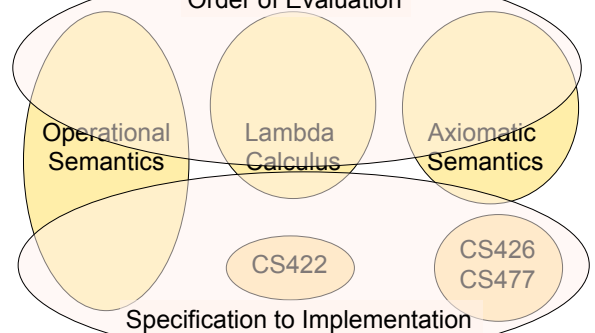 Order of Evaluation
Operational
Semantics
Lambda
Calculus
Axiomatic
Semantics
CS422
CS426
CS477
Specification to Implementation